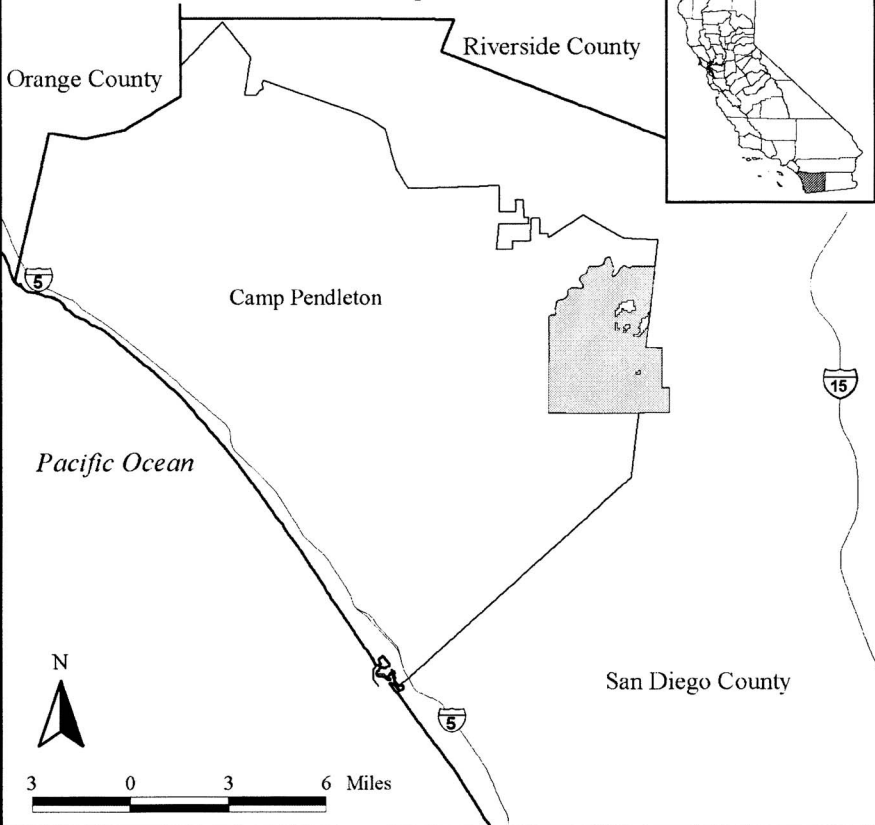 Orange County
Riverside County
5
Camp Pendleton
15
Pacific Ocean
N
San Diego County
5
3 0 3 6 Miles